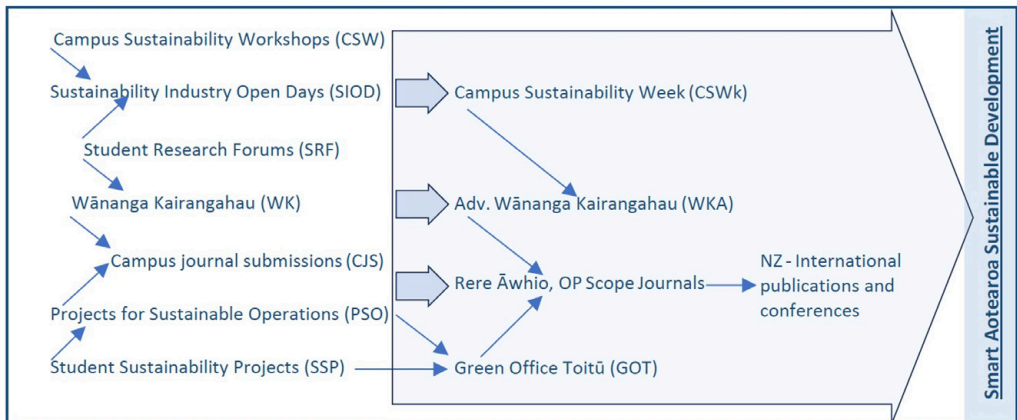 Campus Sustainability Workshops (CSW)
Sustainability Industry Open Days (SIOD)
Student Research Forums (SRF)
Wānanga Kairangahau (WK)
Campus journal submissions (CJS)
Projects for Sustainable Operations (PSO)
Student Sustainability Projects (SSP)
Campus Sustainability Week (CSWk)
Adv. Wānanga Kairangahau (WKA)
Rere Āwhio, OP Scope Journals
Green Office Toitū (GOT)
NZ - International
publications and
conferences
Smart Aotearoa Sustainable Development